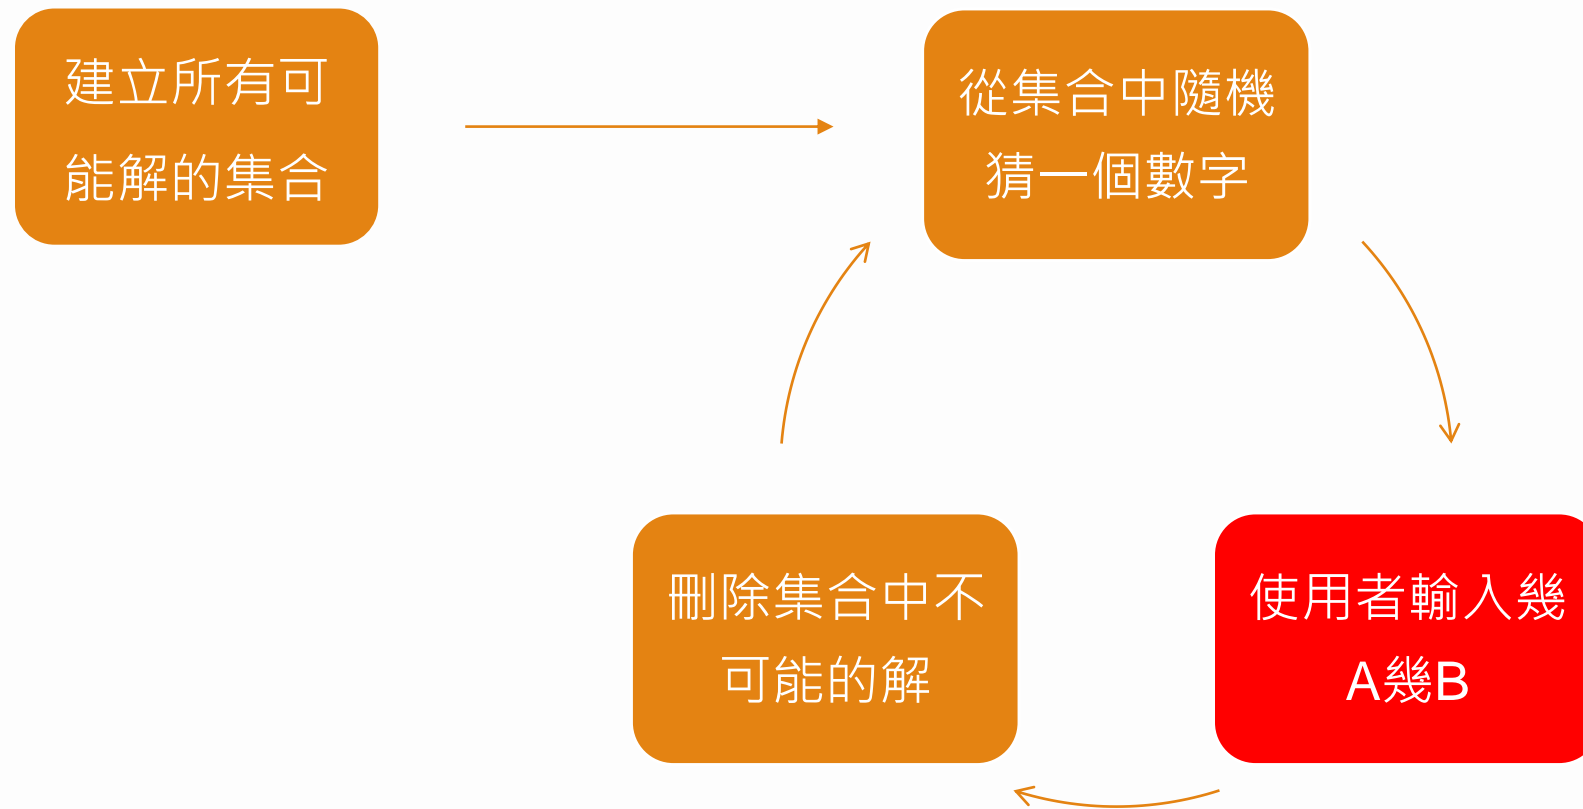 建立所有可
能解的集合
從集合中隨機
猜一個數字
刪除集合中不
可能的解
使用者輸入幾
A幾B